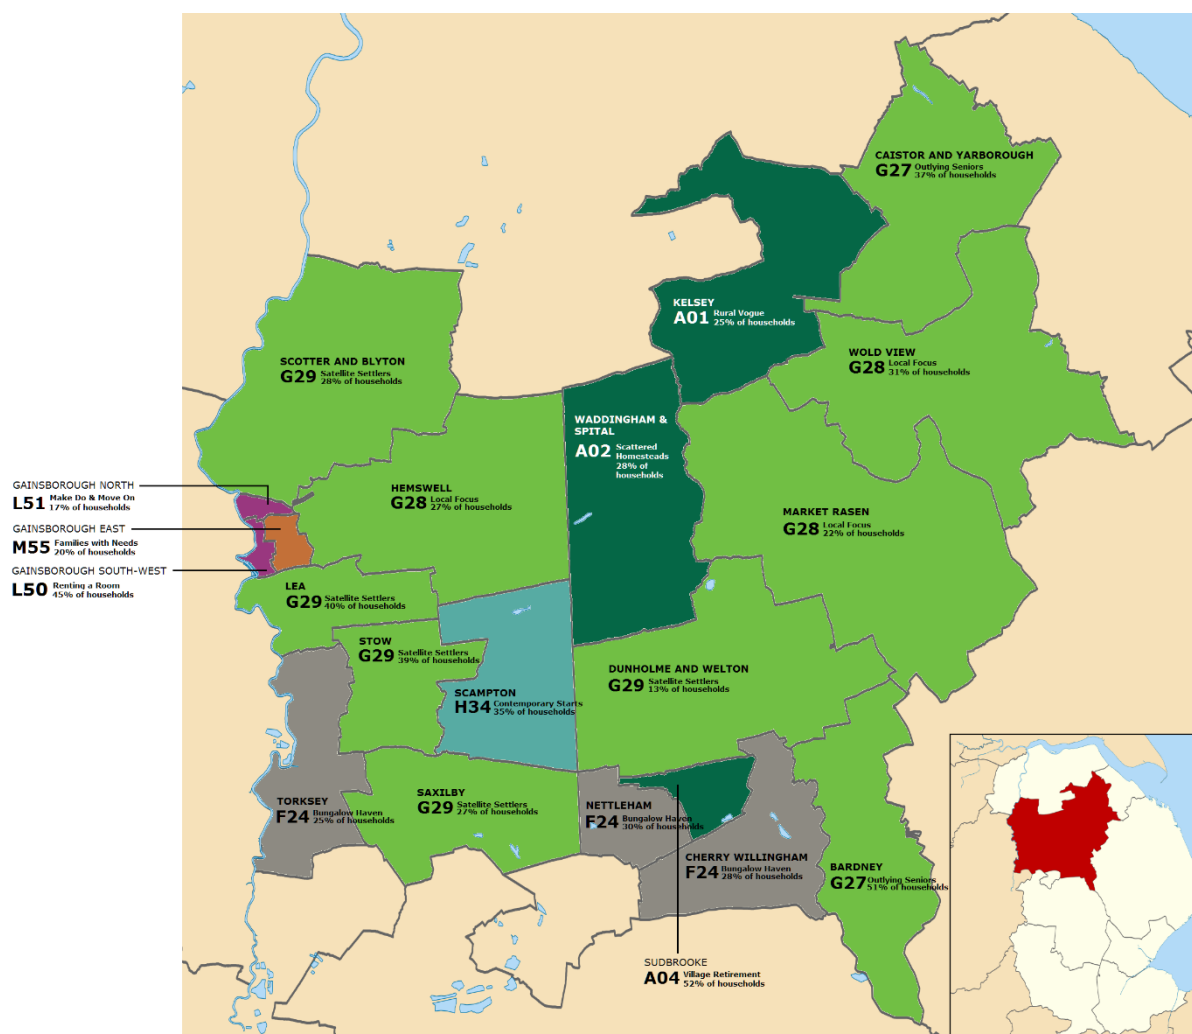 CAISTOR AND YARBOROUGH
G27 Outlying Seniors
37% of households
KELSEY
A01 Rural Vogue
25% of households
WOLD VIEW
G28 Local Focus
31% of households
SCOTTER AND BLYTON
G29 Satellite Settlers
28% of households
WADDINGHAM &
SPITAL
A02 Scattered
Homesteads
28% of
households
GAINSBOROUGH NORTH
L51 Make Do & Move On
17% of households
HEMSWELL
G28 Local Focus
27% of households
MARKET RASEN
G28 Local Focus
22% of households
GAINSBOROUGH EAST
M55 Families with Needs
20% of households
GAINSBOROUGH SOUTH-WEST
L50 Renting a Room
45% of households
LEA
G29 Satellite Settlers
40% of households
STOW
G29 Satellite Settlers
39% of households
DUNHOLME AND WELTON
G29 Satellite Settlers
13% of households
SCAMPTON
H34 Contemporary Starts
35% of households
TORKSEY
F24 Bungalow Haven
25% of households
SAXILBY
G29 Satellite Settlers
27% of households
NETTLEHAM
F24 Bungalow Haven
30% of households
CHERRY WILLINGHAM
F24 Bungalow Haven
28% of households
BARDNEY
G27 Outlying Seniors
51% of households
SUDBROOKE
A04 Village Retirement
52% of households